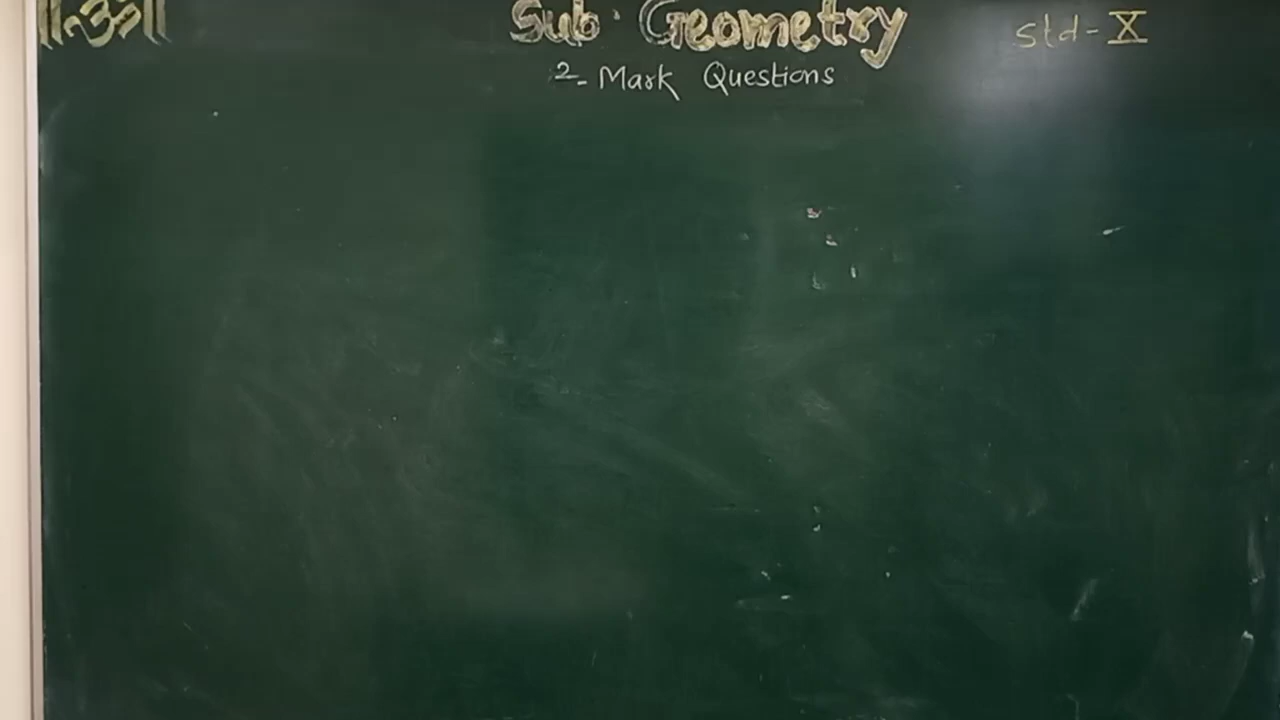 ॥ॐ॥
Sub · Geometry
std - X
2 - Mark Questions